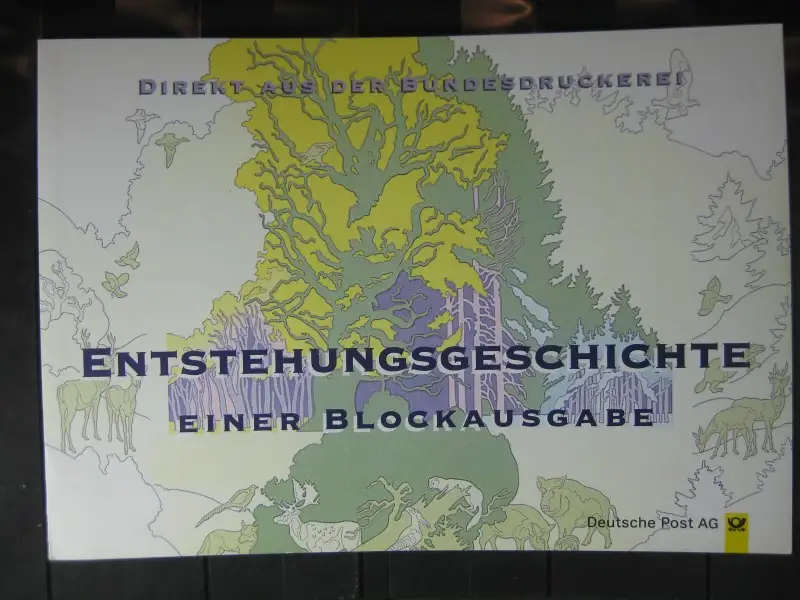 DIREKT AUS DER BUNDESDRUCKEREI
ENTSTEHUNGSGESCHICHTE
EINER BLOCKAUSGABE
Deutsche Post AG